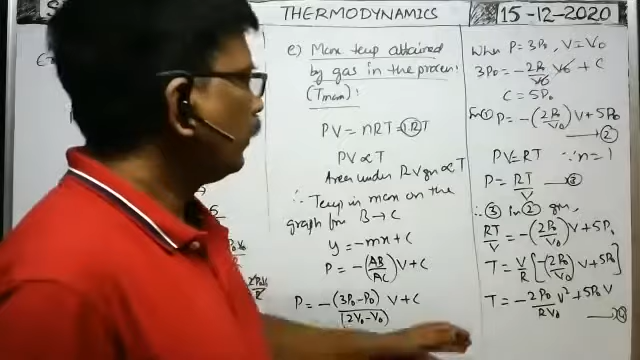 THERMODYNAMICS
15-12-2020
e) Max temp attained
by gas in the process:
(Tmax):
PV = nRT = 1.RT
PV ∝ T
Area under PV gn ∝ T
∴ Temp is max on the
graph for B → C
y = -mx + C
P = -(AB/AC) V + C
P = -(3P₀ - P₀)/(2V₀ - V₀) V + C
When P = 3P₀, V = V₀
3P₀ = -2P₀/V₀ V₀ + C
C = 5P₀
P = -(2P₀/V₀) V + 5P₀
→ ②
PV = RT ∵ n = 1
P = RT/V → ③
∴ ③ in ② gn,
RT/V = -(2P₀/V₀) V + 5P₀
T = V/R [-(2P₀/V₀) V + 5P₀]
T = -2P₀/RV₀ V² + 5P₀ V
→ ④